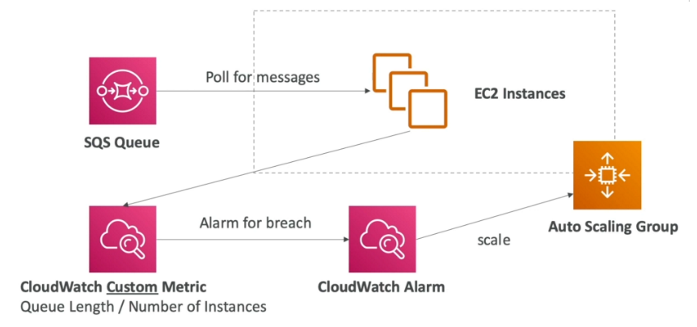 Poll for messages
EC2 Instances
SQS Queue
Alarm for breach
scale
Auto Scaling Group
CloudWatch Custom Metric
Queue Length / Number of Instances
CloudWatch Alarm